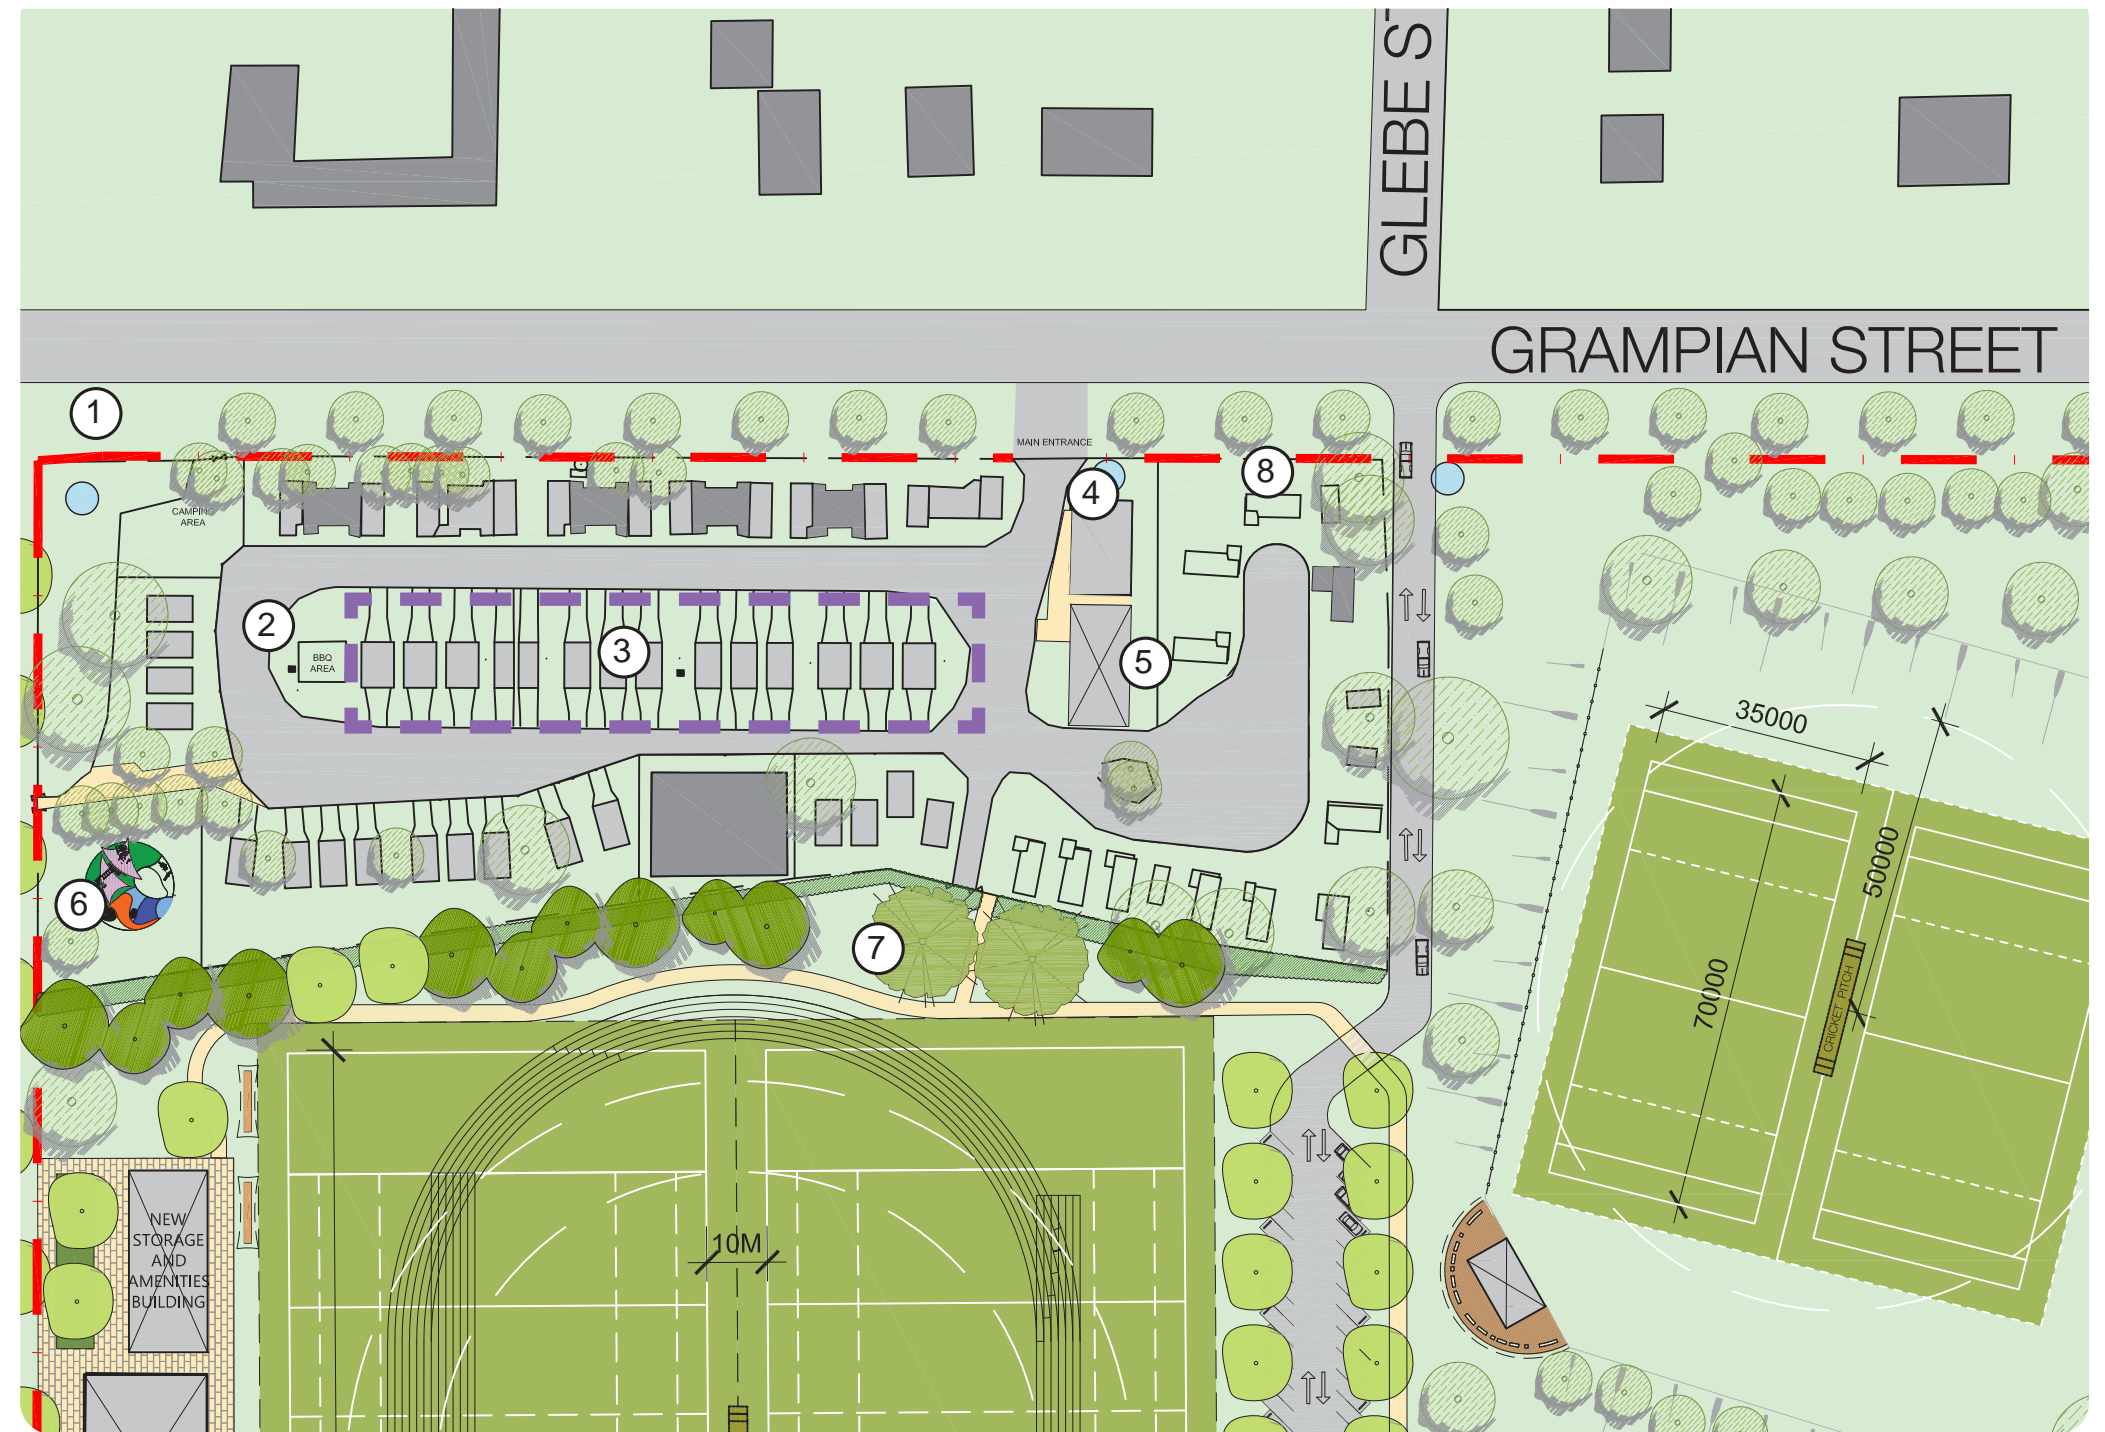 GLEBE ST
GRAMPIAN STREET
1
MAIN ENTRANCE
8
4
CAMPIN
AREA
2
3
BBQ
AREA
5
35000
50000
6
7
70000
CRICKET PITCH
NEW
STORAGE
AND
AMENITIES
BUILDING
10M